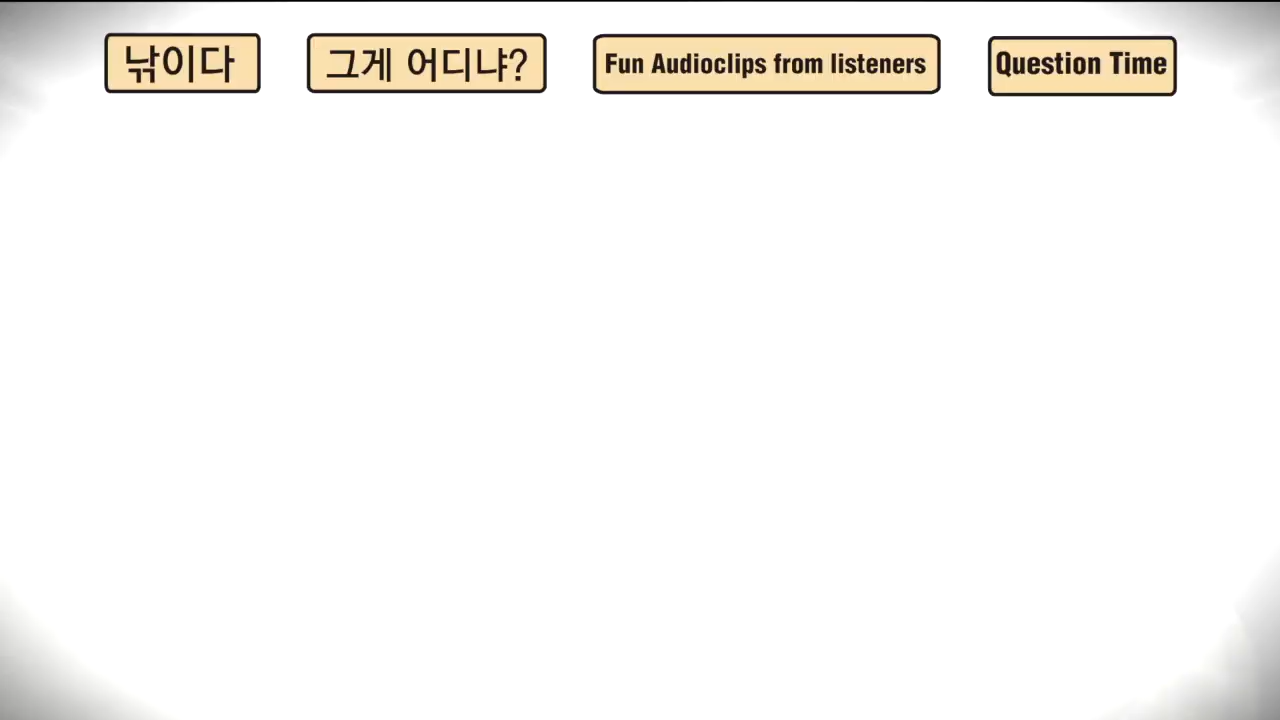 낚이다
그게 어디냐?
Fun Audioclips from listeners
Question Time